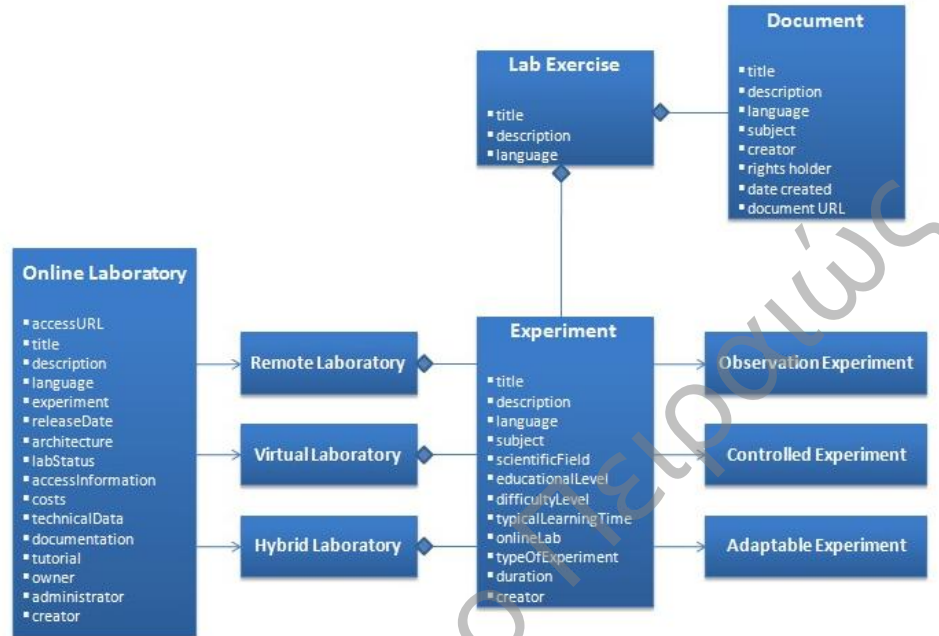 Document
title
description
language
subject
creator
rights holder
date created
document URL
Lab Exercise
title
description
language
Online Laboratory
accessURL
title
description
language
experiment
releaseDate
architecture
labStatus
accessInformation
costs
technicalData
documentation
tutorial
owner
administrator
creator
Remote Laboratory
Virtual Laboratory
Hybrid Laboratory
Experiment
title
description
language
subject
scientificField
educationalLevel
difficultyLevel
typicalLearningTime
onlineLab
typeOfExperiment
duration
creator
Observation Experiment
Controlled Experiment
Adaptable Experiment
Πειραιώς